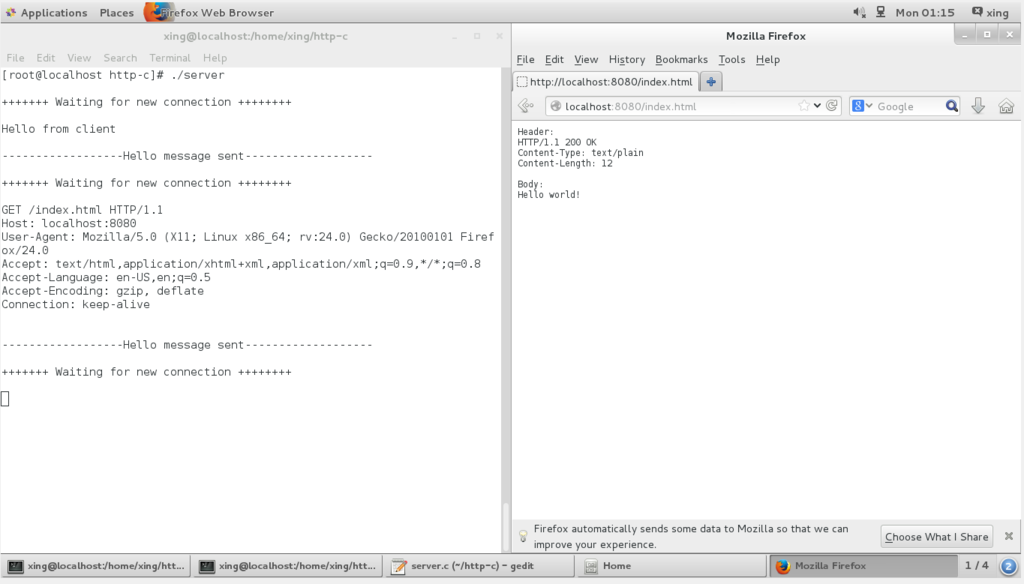 Applications Places Firefox Web Browser Mon 01:15 xing
xing@localhost:/home/xing/http-c
File Edit View Search Terminal Help
[root@localhost http-c]# ./server
+++++++ Waiting for new connection ++++++++
Hello from client
------------------Hello message sent-------------------
+++++++ Waiting for new connection ++++++++
GET /index.html HTTP/1.1
Host: localhost:8080
User-Agent: Mozilla/5.0 (X11; Linux x86_64; rv:24.0) Gecko/20100101 Firef
ox/24.0
Accept: text/html,application/xhtml+xml,application/xml;q=0.9,*/*;q=0.8
Accept-Language: en-US,en;q=0.5
Accept-Encoding: gzip, deflate
Connection: keep-alive
------------------Hello message sent-------------------
+++++++ Waiting for new connection ++++++++
Mozilla Firefox
File Edit View History Bookmarks Tools Help
http://localhost:8080/index.html
localhost:8080/index.html Google
Header:
HTTP/1.1 200 OK
Content-Type: text/plain
Content-Length: 12
Body:
Hello world!
Firefox automatically sends some data to Mozilla so that we can
improve your experience.
Choose What I Share
xing@localhost:/home/xing/htt... xing@localhost:/home/xing/htt... server.c (~/http-c) - gedit Home Mozilla Firefox 1 / 4 2